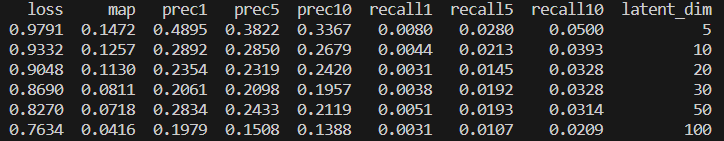 loss map prec1 prec5 prec10 recall1 recall5 recall10 latent_dim
0.9791 0.1472 0.4895 0.3822 0.3367 0.0080 0.0280 0.0500 5
0.9332 0.1257 0.2892 0.2850 0.2679 0.0044 0.0213 0.0393 10
0.9048 0.1130 0.2354 0.2319 0.2420 0.0031 0.0145 0.0328 20
0.8690 0.0811 0.2061 0.2098 0.1957 0.0038 0.0192 0.0328 30
0.8270 0.0718 0.2834 0.2433 0.2119 0.0051 0.0193 0.0314 50
0.7634 0.0416 0.1979 0.1508 0.1388 0.0031 0.0107 0.0209 100